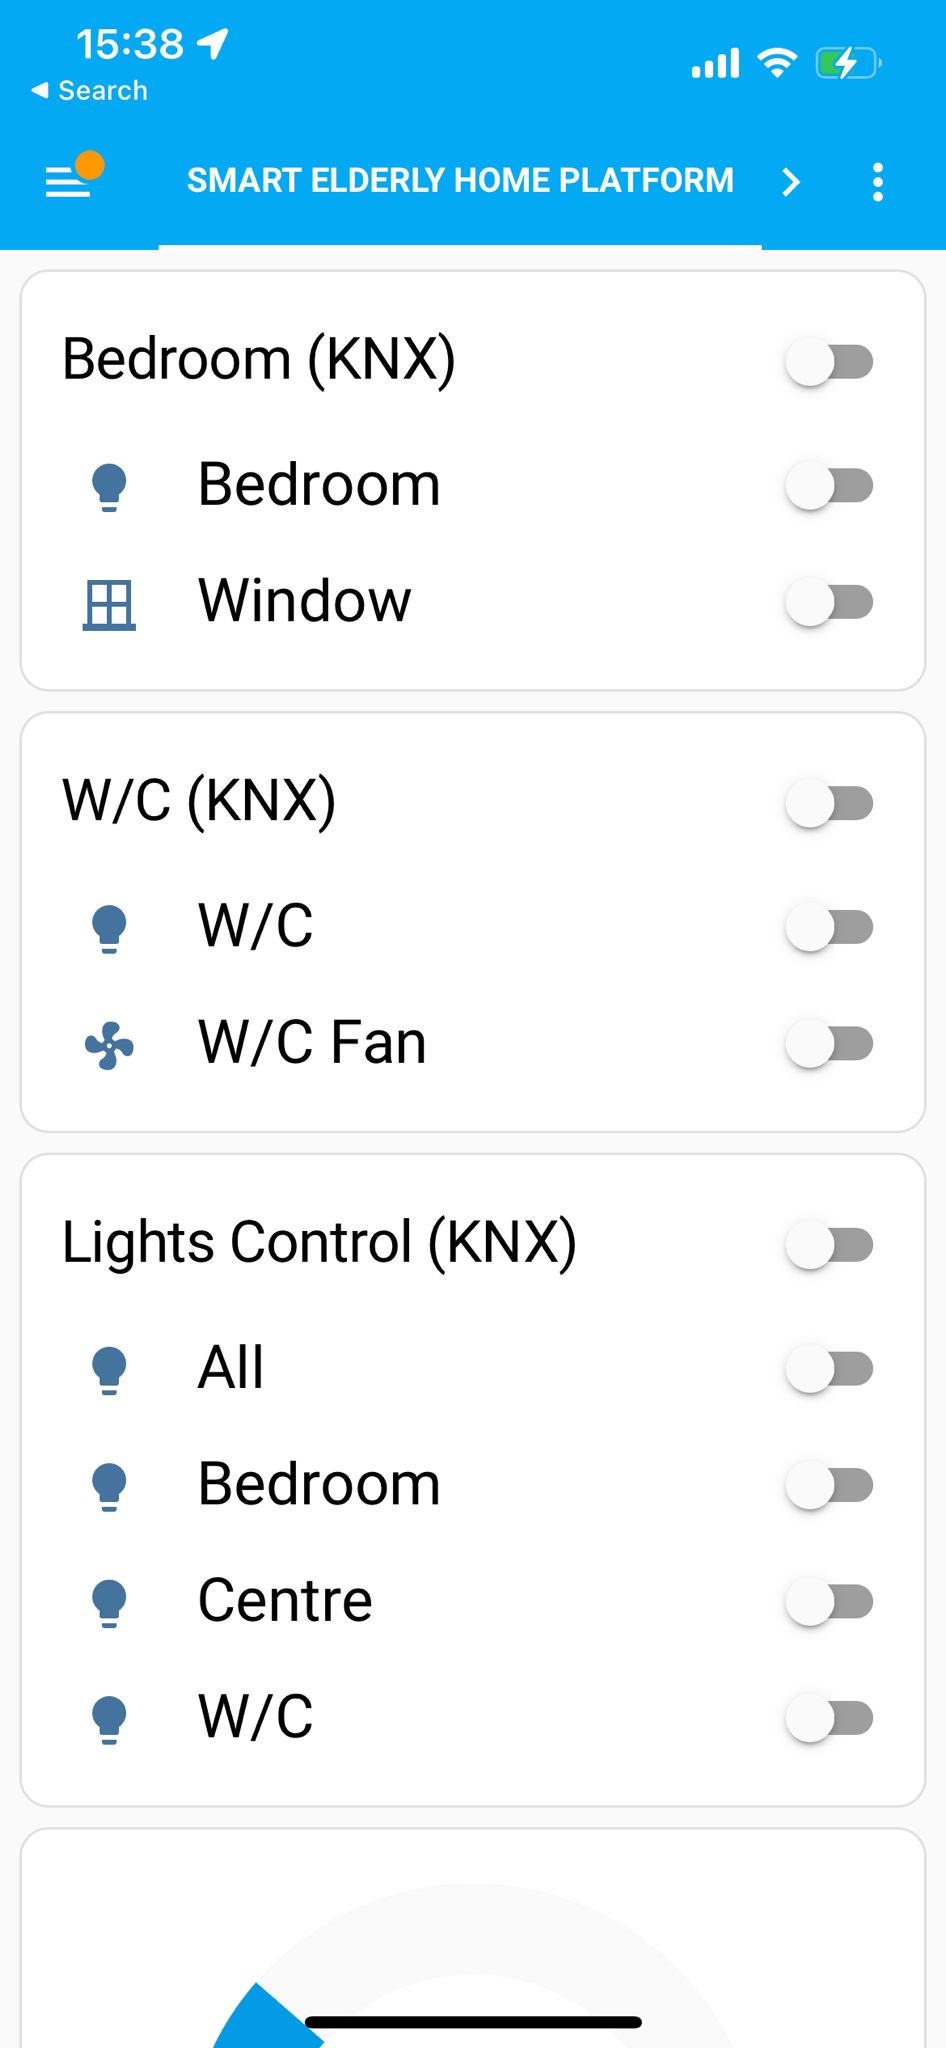 15:38
Search
SMART ELDERLY HOME PLATFORM
Bedroom (KNX)
Bedroom
Window
W/C (KNX)
W/C
W/C Fan
Lights Control (KNX)
All
Bedroom
Centre
W/C